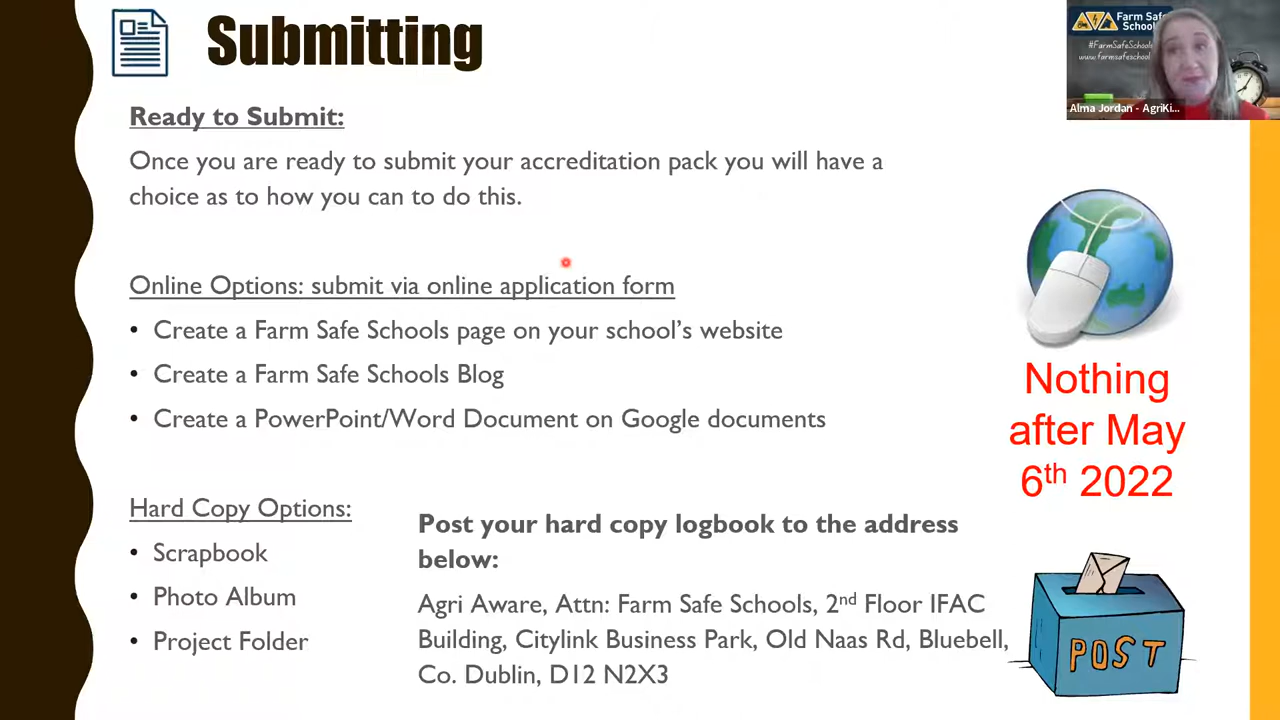 Submitting
Farm Safe
Schools
#FarmSafeSchools
Alma Jordan - AgriKi...
Ready to Submit:
Once you are ready to submit your accreditation pack you will have a
choice as to how you can to do this.
Online Options: submit via online application form
• Create a Farm Safe Schools page on your school’s website
• Create a Farm Safe Schools Blog
• Create a PowerPoint/Word Document on Google documents
Nothing
after May
6th 2022
Hard Copy Options:
• Scrapbook
• Photo Album
• Project Folder
Post your hard copy logbook to the address
below:
Agri Aware, Attn: Farm Safe Schools, 2nd Floor IFAC
Building, Citylink Business Park, Old Naas Rd, Bluebell,
Co. Dublin, D12 N2X3
POST